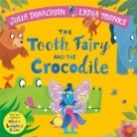 JULIA DONALDSON LYDIA MONKS
THE
Tooth Fairy
AND THE
Crocodile